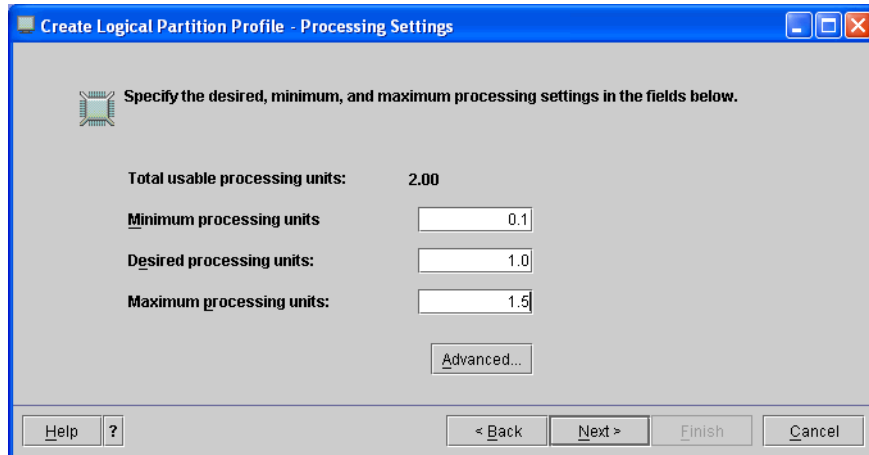 Create Logical Partition Profile - Processing Settings
Specify the desired, minimum, and maximum processing settings in the fields below.
Total usable processing units: 2.00
Minimum processing units 0.1
Desired processing units: 1.0
Maximum processing units: 1.5
Advanced...
Help ? < Back Next > Finish Cancel